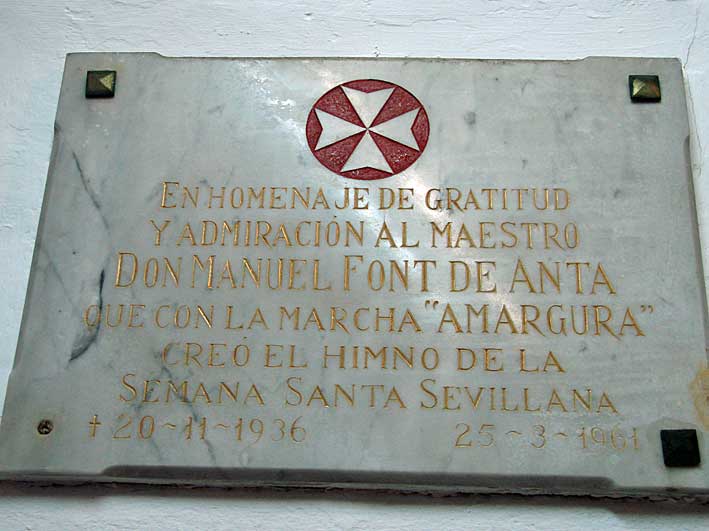 EN HOMENAJE DE GRATITUD
Y ADMIRACIÓN AL MAESTRO
DON MANUEL FONT DE ANTA
QUE CON LA MARCHA "AMARGURA"
CREÓ EL HIMNO DE LA
SEMANA SANTA SEVILLANA
† 20-11-1936 25-3-1961